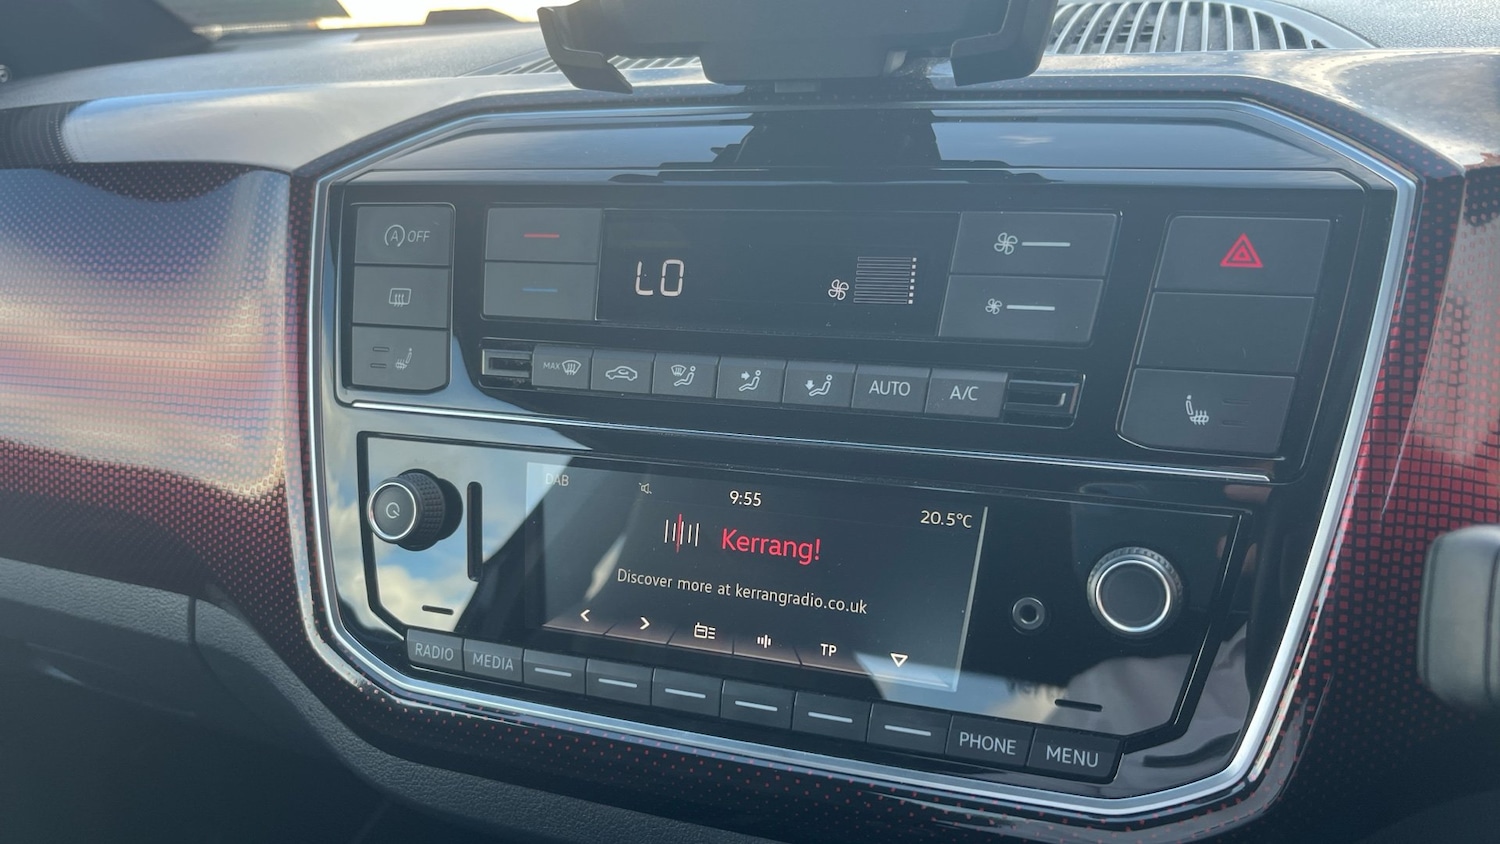 A OFF
LO
MAX
AUTO
A/C
DAB
9:55
20.5°C
Kerrang!
Discover more at kerrangradio.co.uk
TP
RADIO
MEDIA
PHONE
MENU